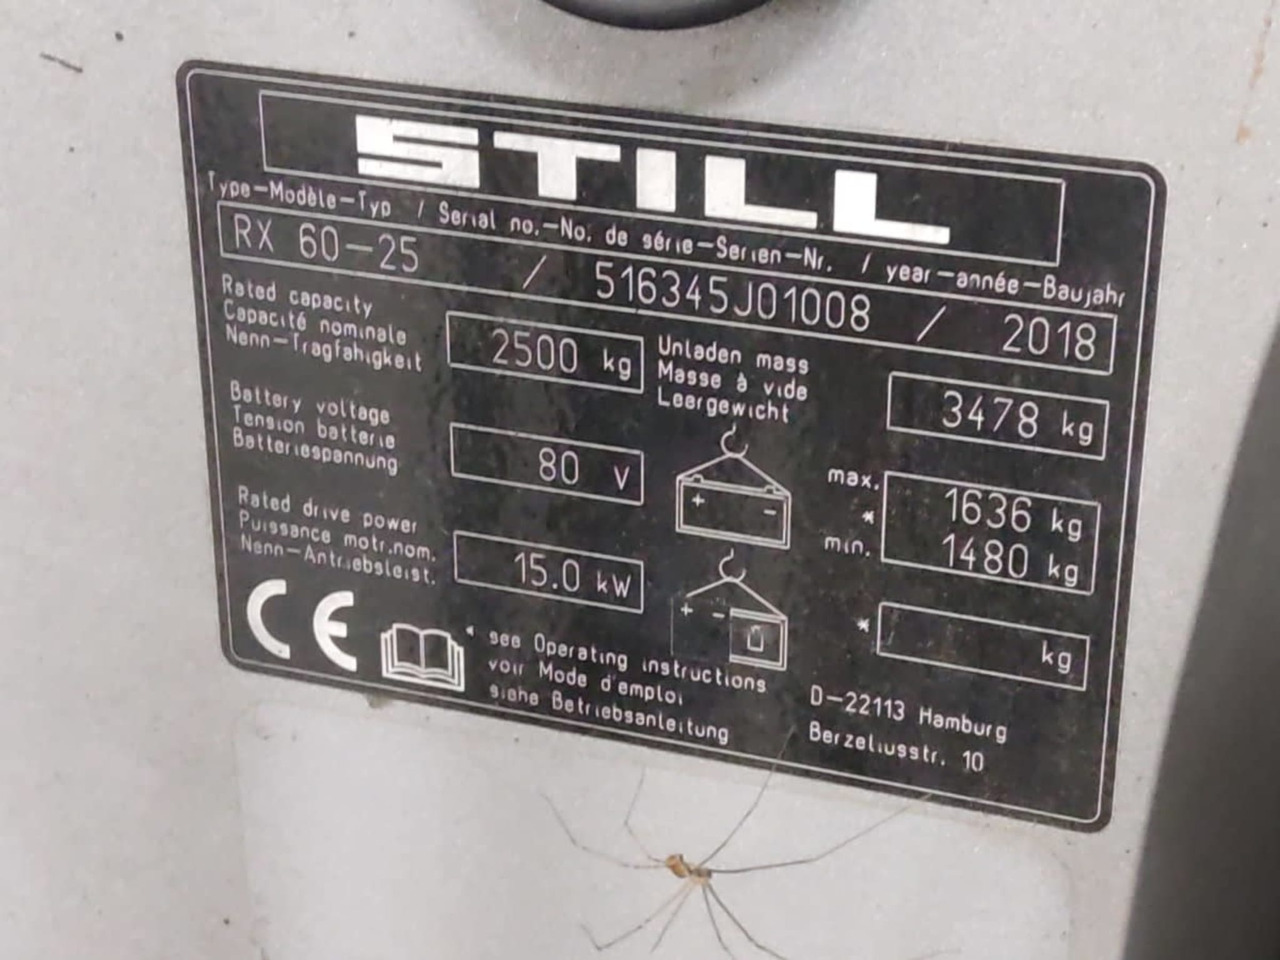 STILL
Type-Modèle-Typ / Serial no.-No. de série-Serien-Nr. / year-année-Baujahr
RX 60-25 / 516345J01008 / 2018
Rated capacity
Capacité nominale
Nenn-Tragfähigkeit
2500 kg
Unladen mass
Masse à vide
Leergewicht
3478 kg
Battery voltage
Tension batterie
Batteriespannung
80 V
+ -
max.
*
min.
1636 kg
1480 kg
Rated drive power
Puissance motr.nom.
Nenn-Antriebsleist.
15.0 kW
+ -
* kg
CE
* see Operating instructions
voir Mode d'emploi
siehe Betriebsanleitung
D-22113 Hamburg
Berzeliusstr. 10